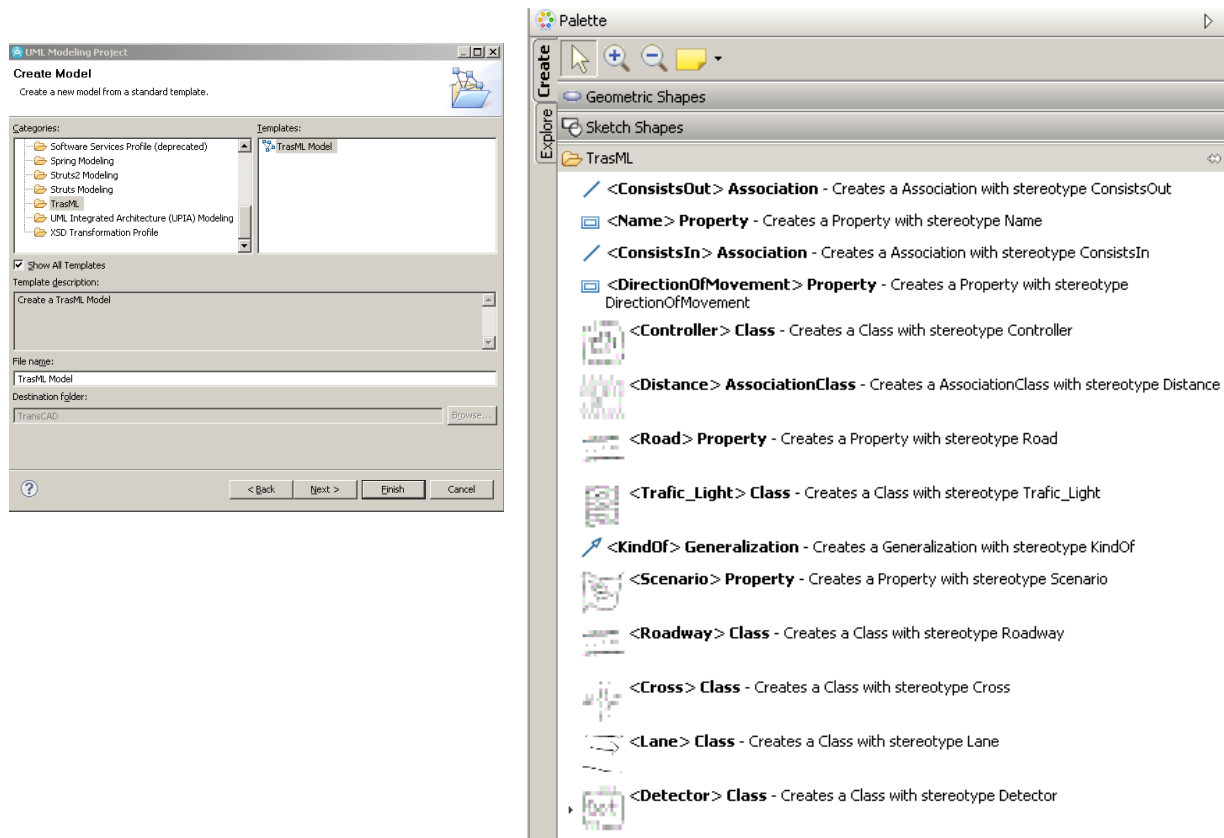 UML Modeling Project
Create Model
Create a new model from a standard template.
Categories:
Software Services Profile (deprecated)
Spring Modeling
Struts2 Modeling
Struts Modeling
TrasML
UML Integrated Architecture (UPIA) Modeling
XSD Transformation Profile
Templates:
TrasML Model
Show All Templates
Template description:
Create a TrasML Model
File name:
TrasML Model
Destination folder:
TransCAD
Browse...
?
< Back
Next >
Finish
Cancel
Palette
Create
Explore
Geometric Shapes
Sketch Shapes
TrasML
<ConsistsOut> Association - Creates a Association with stereotype ConsistsOut
<Name> Property - Creates a Property with stereotype Name
<ConsistsIn> Association - Creates a Association with stereotype ConsistsIn
<DirectionOfMovement> Property - Creates a Property with stereotype
DirectionOfMovement
<Controller> Class - Creates a Class with stereotype Controller
<Distance> AssociationClass - Creates a AssociationClass with stereotype Distance
<Road> Property - Creates a Property with stereotype Road
<Trafic_Light> Class - Creates a Class with stereotype Trafic_Light
<KindOf> Generalization - Creates a Generalization with stereotype KindOf
<Scenario> Property - Creates a Property with stereotype Scenario
<Roadway> Class - Creates a Class with stereotype Roadway
<Cross> Class - Creates a Class with stereotype Cross
<Lane> Class - Creates a Class with stereotype Lane
<Detector> Class - Creates a Class with stereotype Detector